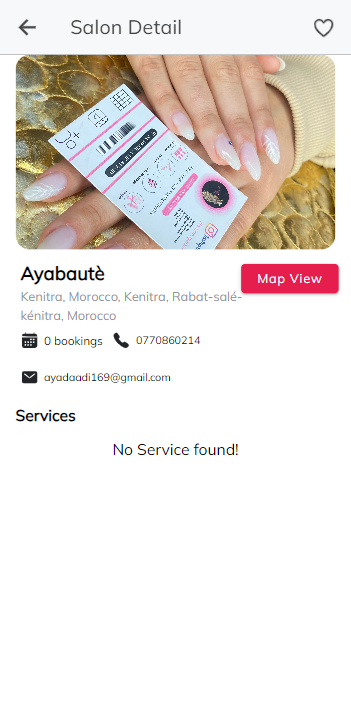 Salon Detail
Ayabautè
Map View
Kenitra, Morocco, Kenitra, Rabat-salé-
kénitra, Morocco
0 bookings
0770860214
ayadaadi169@gmail.com
Services
No Service found!